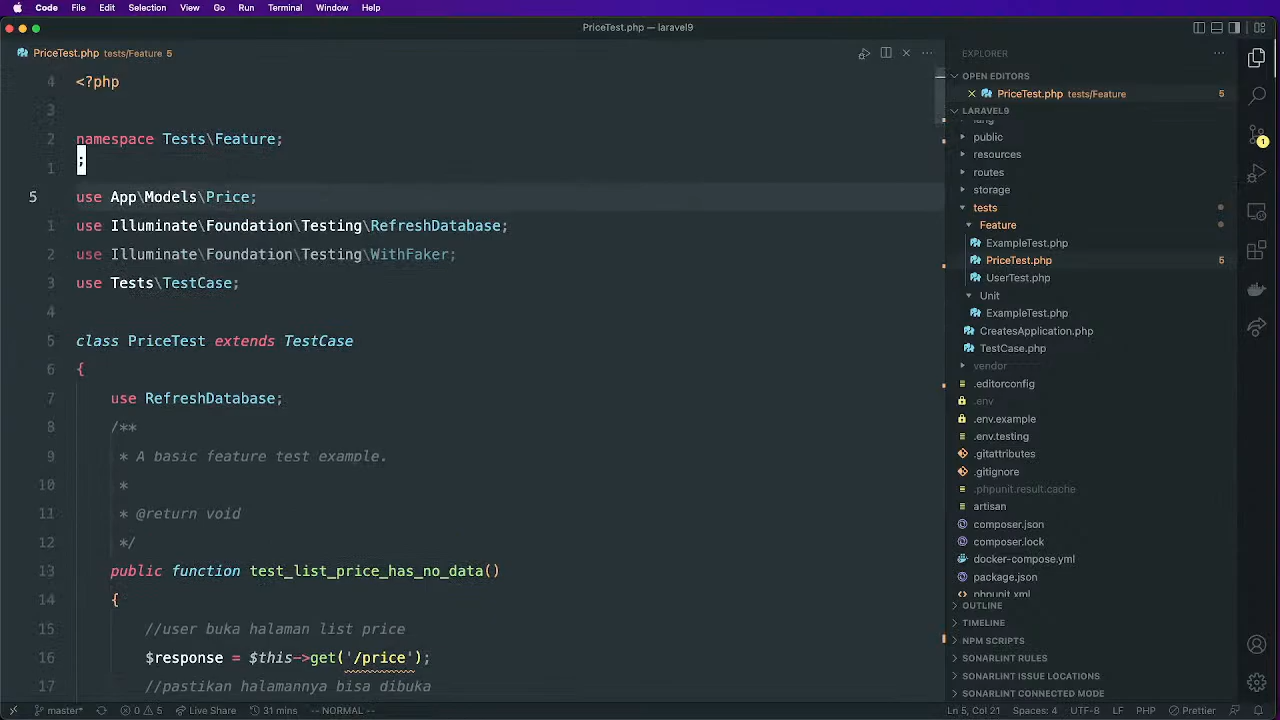 Code File Edit Selection View Go Run Terminal Window Help
PriceTest.php — laravel9
PriceTest.php tests/Feature 5
4 <?php
3
2 namespace Tests\Feature;
1 ;
5 use App\Models\Price;
1 use Illuminate\Foundation\Testing\RefreshDatabase;
2 use Illuminate\Foundation\Testing\WithFaker;
3 use Tests\TestCase;
4
5 class PriceTest extends TestCase
6 {
7 use RefreshDatabase;
8 /**
9 * A basic feature test example.
10 *
11 * @return void
12 */
13 public function test_list_price_has_no_data()
14 {
15 //user buka halaman list price
16 $response = $this->get('/price');
17 //pastikan halamannya bisa dibuka
EXPLORER
OPEN EDITORS
PriceTest.php tests/Feature 5
LARAVEL9
lang
public
resources
routes
storage
tests
Feature
ExampleTest.php
PriceTest.php 5
UserTest.php
Unit
ExampleTest.php
CreatesApplication.php
TestCase.php
vendor
.editorconfig
.env
.env.example
.env.testing
.gitattributes
.gitignore
.phpunit.result.cache
artisan
composer.json
composer.lock
docker-compose.yml
package.json
phpunit.xml
OUTLINE
TIMELINE
NPM SCRIPTS
SONARLINT RULES
SONARLINT ISSUE LOCATIONS
SONARLINT CONNECTED MODE
1
master* 0 5 Live Share 31 mins -- NORMAL -- Ln 5, Col 21 Spaces: 4 UTF-8 LF PHP Prettier